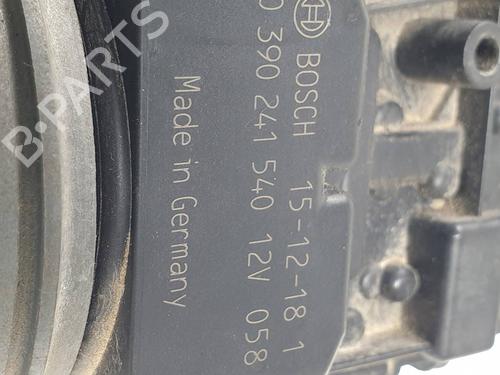 BOSCH 15-12-18 1
0 390 241 540 12V 058
Made in Germany
B-PARTS